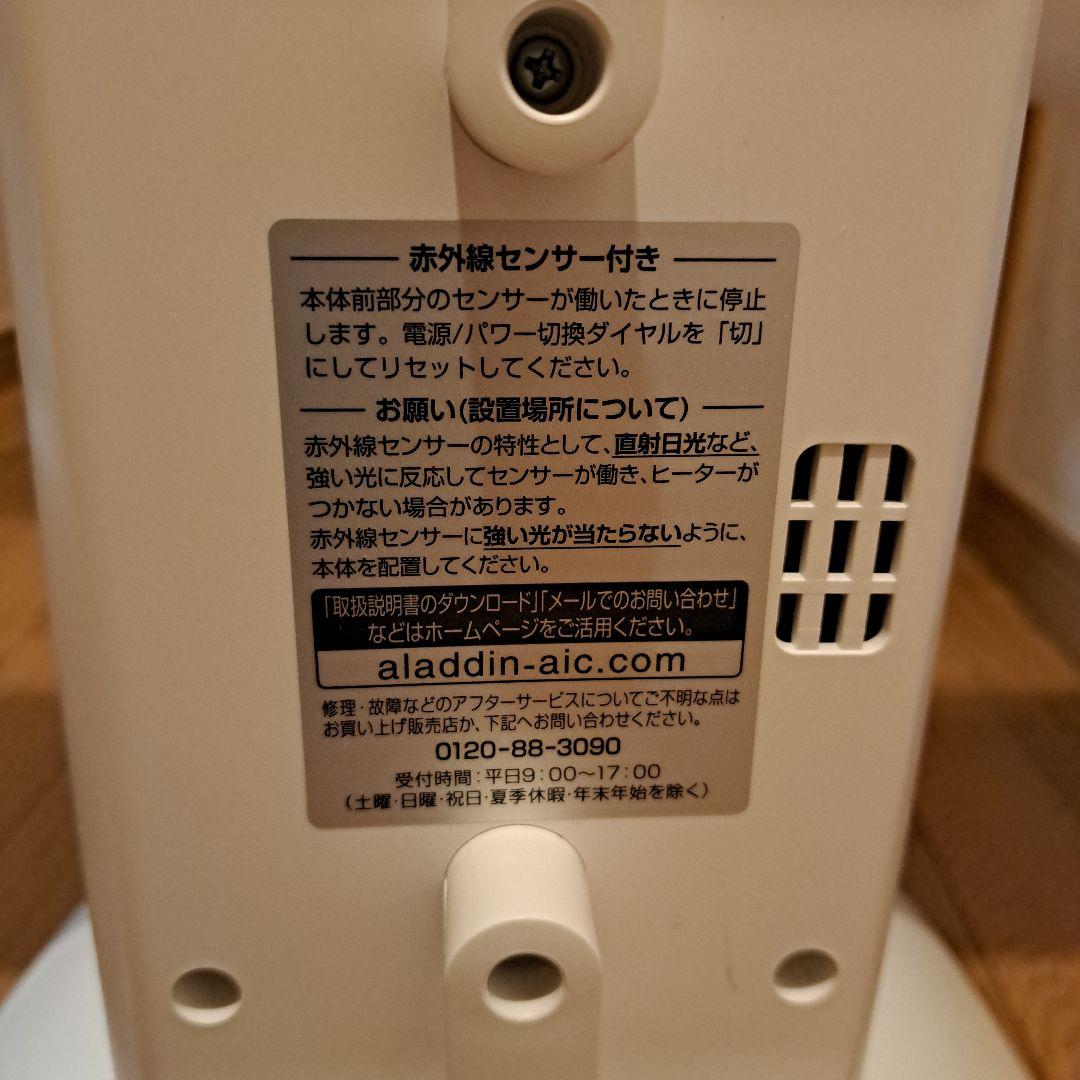 赤外線センサー付き
本体前部分のセンサーが働いたときに停止
します。電源/パワー切換ダイヤルを「切」
にしてリセットしてください。
お願い(設置場所について)
赤外線センサーの特性として、直射日光など、
強い光に反応してセンサーが働き、ヒーターが
つかない場合があります。
赤外線センサーに強い光が当たらないように、
本体を配置してください。
「取扱説明書のダウンロード」「メールでのお問い合わせ」
などはホームページをご活用ください。
aladdin-aic.com
修理・故障などのアフターサービスについてご不明な点は
お買い上げ販売店か、下記へお問い合わせください。
0120-88-3090
受付時間:平日9:00〜17:00
(土曜・日曜・祝日・夏季休暇・年末年始を除く)